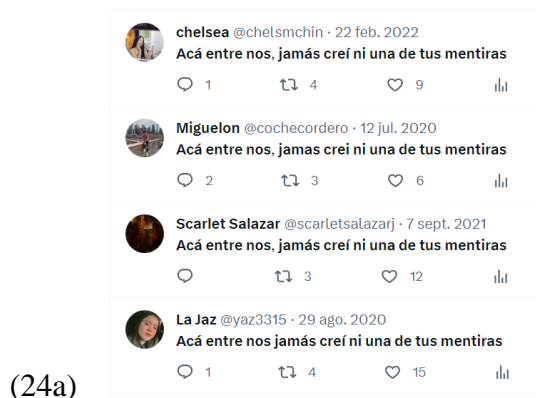 chelsea @chelsmchin · 22 feb. 2022
Acá entre nos, jamás creí ni una de tus mentiras
1 4 9
Miguelon @cochecordero · 12 jul. 2020
Acá entre nos, jamas crei ni una de tus mentiras
2 3 6
Scarlet Salazar @scarletsalazarj · 7 sept. 2021
Acá entre nos, jamás creí ni una de tus mentiras
3 12
La Jaz @yaz3315 · 29 ago. 2020
Acá entre nos jamás creí ni una de tus mentiras
1 4 15
(24a)